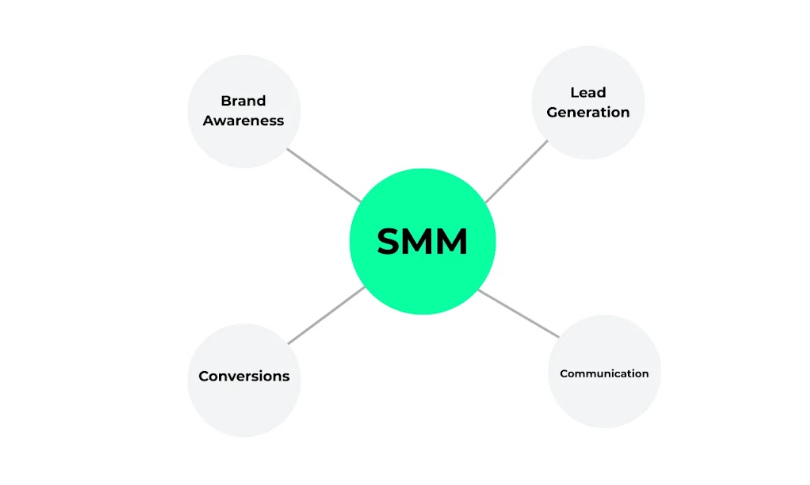 Brand
Awareness
Lead
Generation
SMM
Conversions
Communication